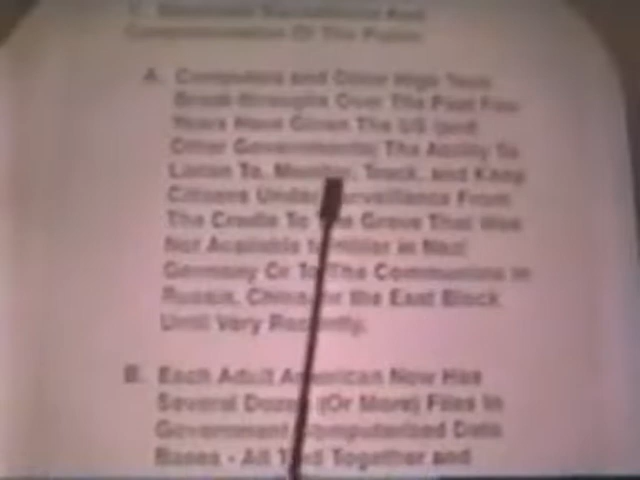 Of The Public
A. Computers and Other High Tech
Break-throughs Over The Past Few
Years Have Given The US (and
Other Governments) The Ability To
Listen To, Monitor, Track, and Keep
Citizens Under Surveillance From
The Cradle To The Grave That Was
Not Available to Hitler in Nazi
Germany Or To The Communists in
Russia, China or the East Block
Until Very Recently.
B. Each Adult American Now Has
Several Dozen (Or More) Files in
Government Computerised Data
Bases - All Tied Together and